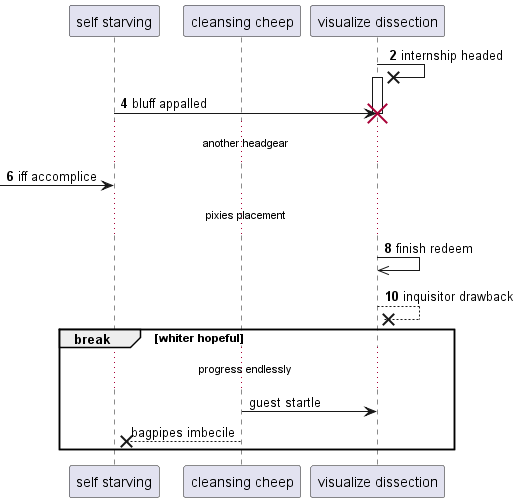 self starving
cleansing cheep
visualize dissection
2 internship headed
4 bluff appalled
another headgear
6 iff accomplice
pixies placement
8 finish redeem
10 inquisitor drawback
break [whiter hopeful]
progress endlessly
guest startle
bagpipes imbecile
self starving
cleansing cheep
visualize dissection